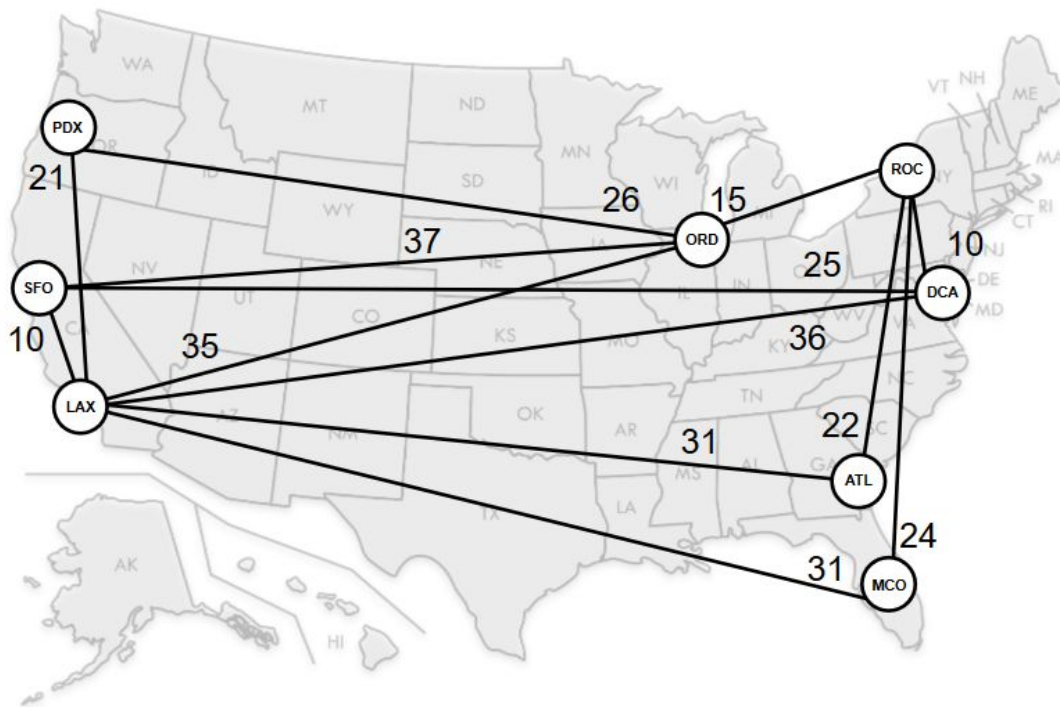 WA
MT
ND
MN
VT
NH
ME
PDX
OR
ID
SD
WI
MI
ROC
NY
MA
RI
CT
21
WY
26
15
ORD
37
IA
NE
10
NJ
SFO
NV
UT
CO
IL
IN
25
DCA
DE
MD
10
CA
KS
MO
KY
WV
VA
35
36
LAX
AZ
NM
OK
AR
TN
NC
SC
22
31
MS
AL
GA
ATL
TX
LA
24
AK
31
MCO
HI